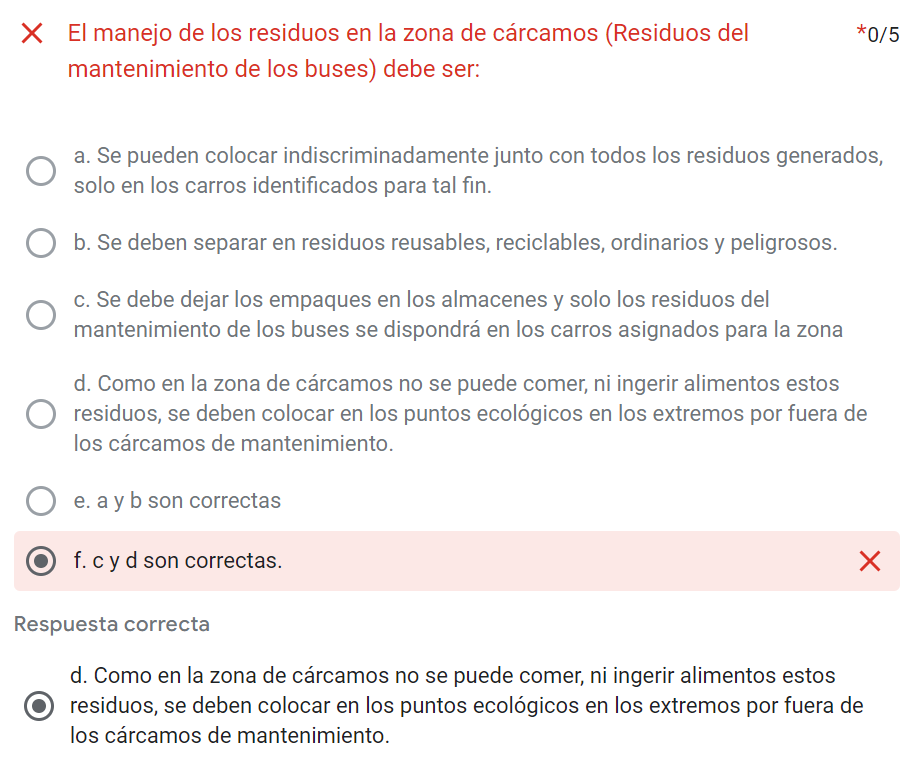 El manejo de los residuos en la zona de cárcamos (Residuos del
*0/5
mantenimiento de los buses) debe ser:
a. Se pueden colocar indiscriminadamente junto con todos los residuos generados,
solo en los carros identificados para tal fin.
b. Se deben separar en residuos reusables, reciclables, ordinarios y peligrosos.
c. Se debe dejar los empaques en los almacenes y solo los residuos del
mantenimiento de los buses se dispondrá en los carros asignados para la zona
d. Como en la zona de cárcamos no se puede comer, ni ingerir alimentos estos
residuos, se deben colocar en los puntos ecológicos en los extremos por fuera de
los cárcamos de mantenimiento.
e. a y b son correctas
f. c y d son correctas.
Respuesta correcta
d. Como en la zona de cárcamos no se puede comer, ni ingerir alimentos estos
residuos, se deben colocar en los puntos ecológicos en los extremos por fuera de
los cárcamos de mantenimiento.